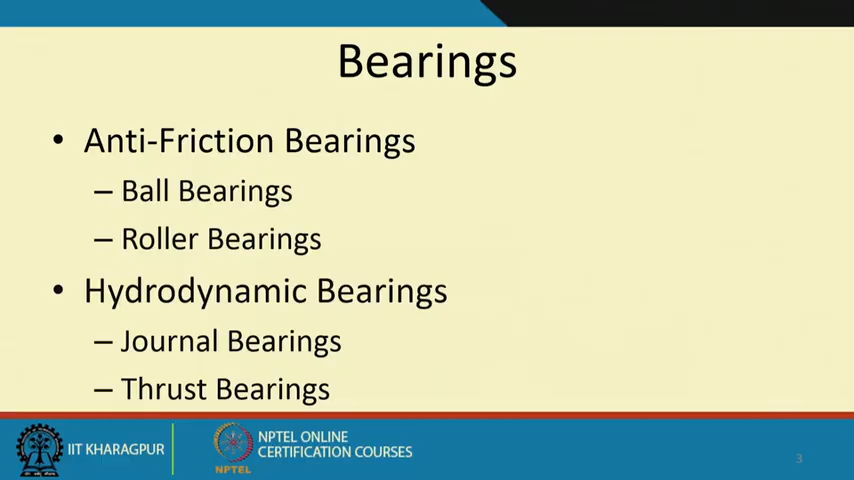 Bearings
• Anti-Friction Bearings
– Ball Bearings
– Roller Bearings
• Hydrodynamic Bearings
– Journal Bearings
– Thrust Bearings
IIT KHARAGPUR
NPTEL
NPTEL ONLINE
CERTIFICATION COURSES
3